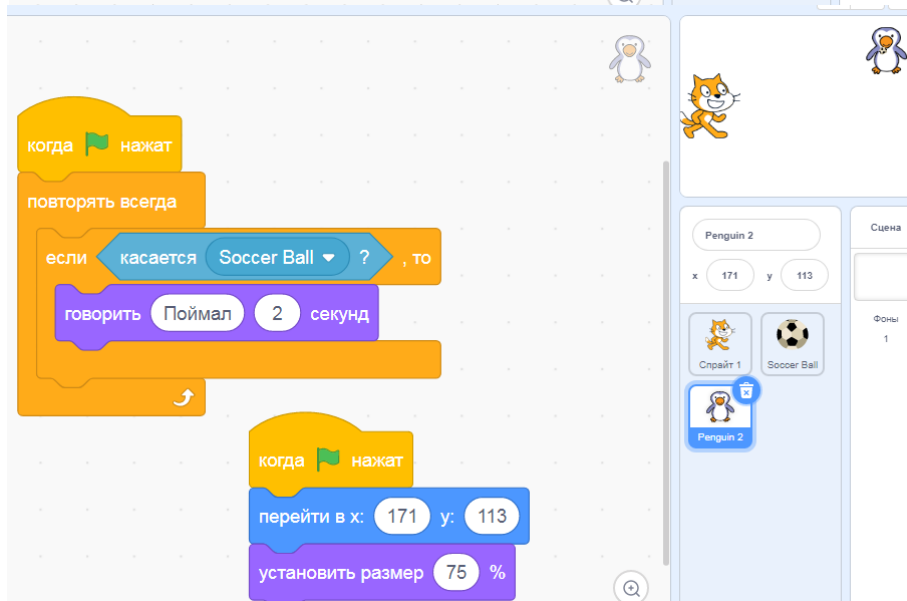 когда нажат
повторять всегда
если касается Soccer Ball ? , то
говорить Поймал 2 секунд
когда нажат
перейти в x: 171 y: 113
установить размер 75 %
Penguin 2
x 171 y 113
Спрайт 1
Soccer Ball
Penguin 2
Сцена
Фоны
1